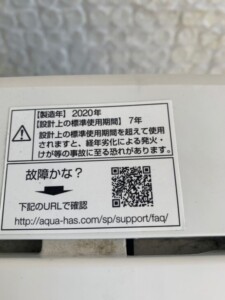 【製造年】2020年
【設計上の標準使用期間】7年
設計上の標準使用期間を超えて使用
されますと、経年劣化による発火・
けが等の事故に至る恐れがあります。
故障かな？
下記のURLで確認
http://aqua-has.com/sp/support/faq/